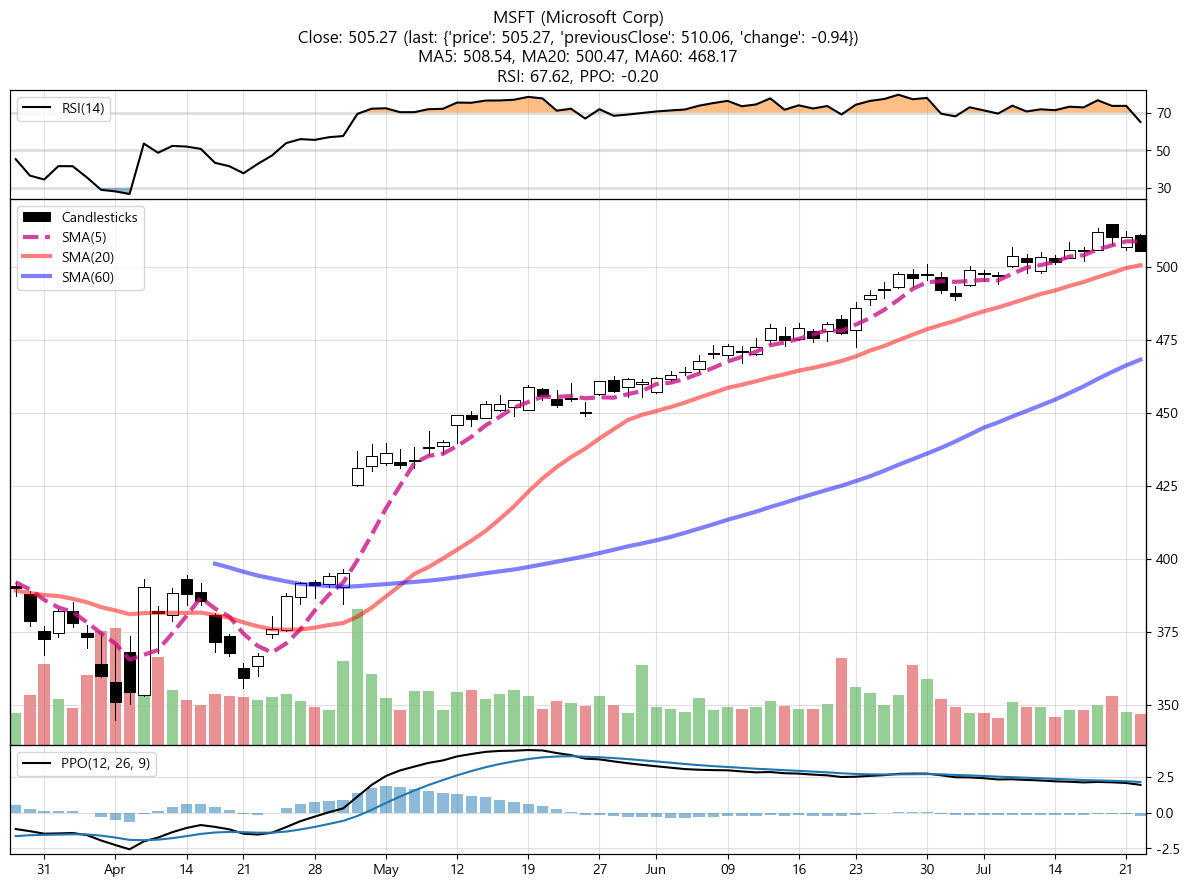 MSFT (Microsoft Corp)
Close: 505.27 (last: {'price': 505.27, 'previousClose': 510.06, 'change': -0.94})
MA5: 508.54, MA20: 500.47, MA60: 468.17
RSI: 67.62, PPO: -0.20
RSI(14)
70
50
30
Candlesticks
SMA(5)
SMA(20)
SMA(60)
500
475
450
425
400
375
350
PPO(12, 26, 9)
2.5
0.0
−2.5
31 Apr 14 21 28 May 12 19 27 Jun 09 16 23 30 Jul 14 21